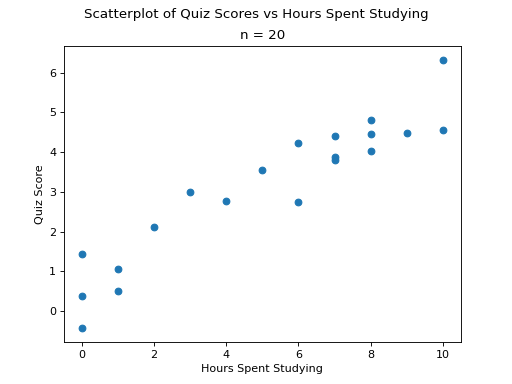 Scatterplot of Quiz Scores vs Hours Spent Studying
n = 20
6
5
4
3
2
1
0
Quiz Score
0 2 4 6 8 10
Hours Spent Studying